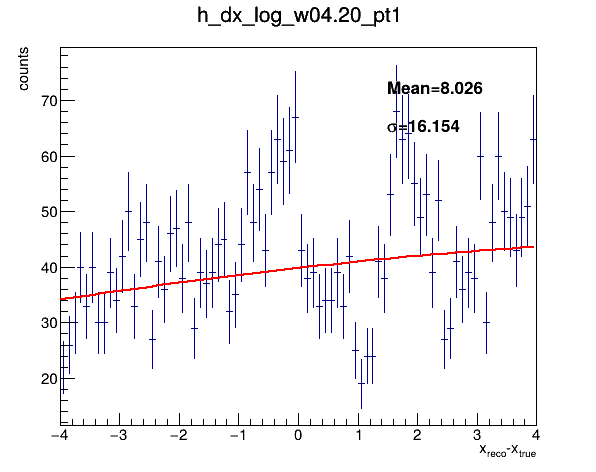 h_dx_log_w04.20_pt1
counts
Mean=8.026
σ=16.154
70
60
50
40
30
20
−4 −3 −2 −1 0 1 2 3 4
x_reco-x_true